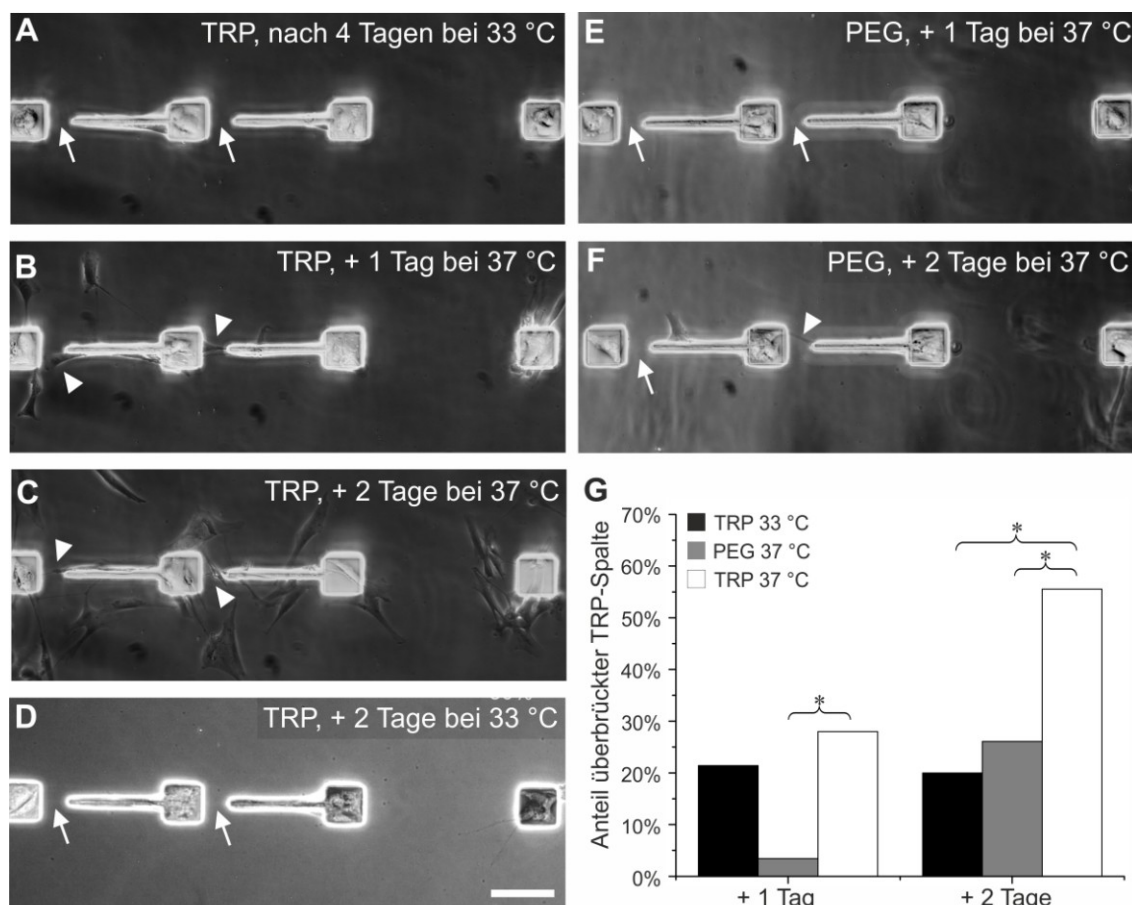 A
TRP, nach 4 Tagen bei 33 °C
B
TRP, + 1 Tag bei 37 °C
C
TRP, + 2 Tage bei 37 °C
D
TRP, + 2 Tage bei 33 °C
E
PEG, + 1 Tag bei 37 °C
F
PEG, + 2 Tage bei 37 °C
G
Anteil überbrückter TRP-Spalte
70%
60%
50%
40%
30%
20%
10%
0%
TRP 33 °C
PEG 37 °C
TRP 37 °C
*
*
*
+ 1 Tag
+ 2 Tage